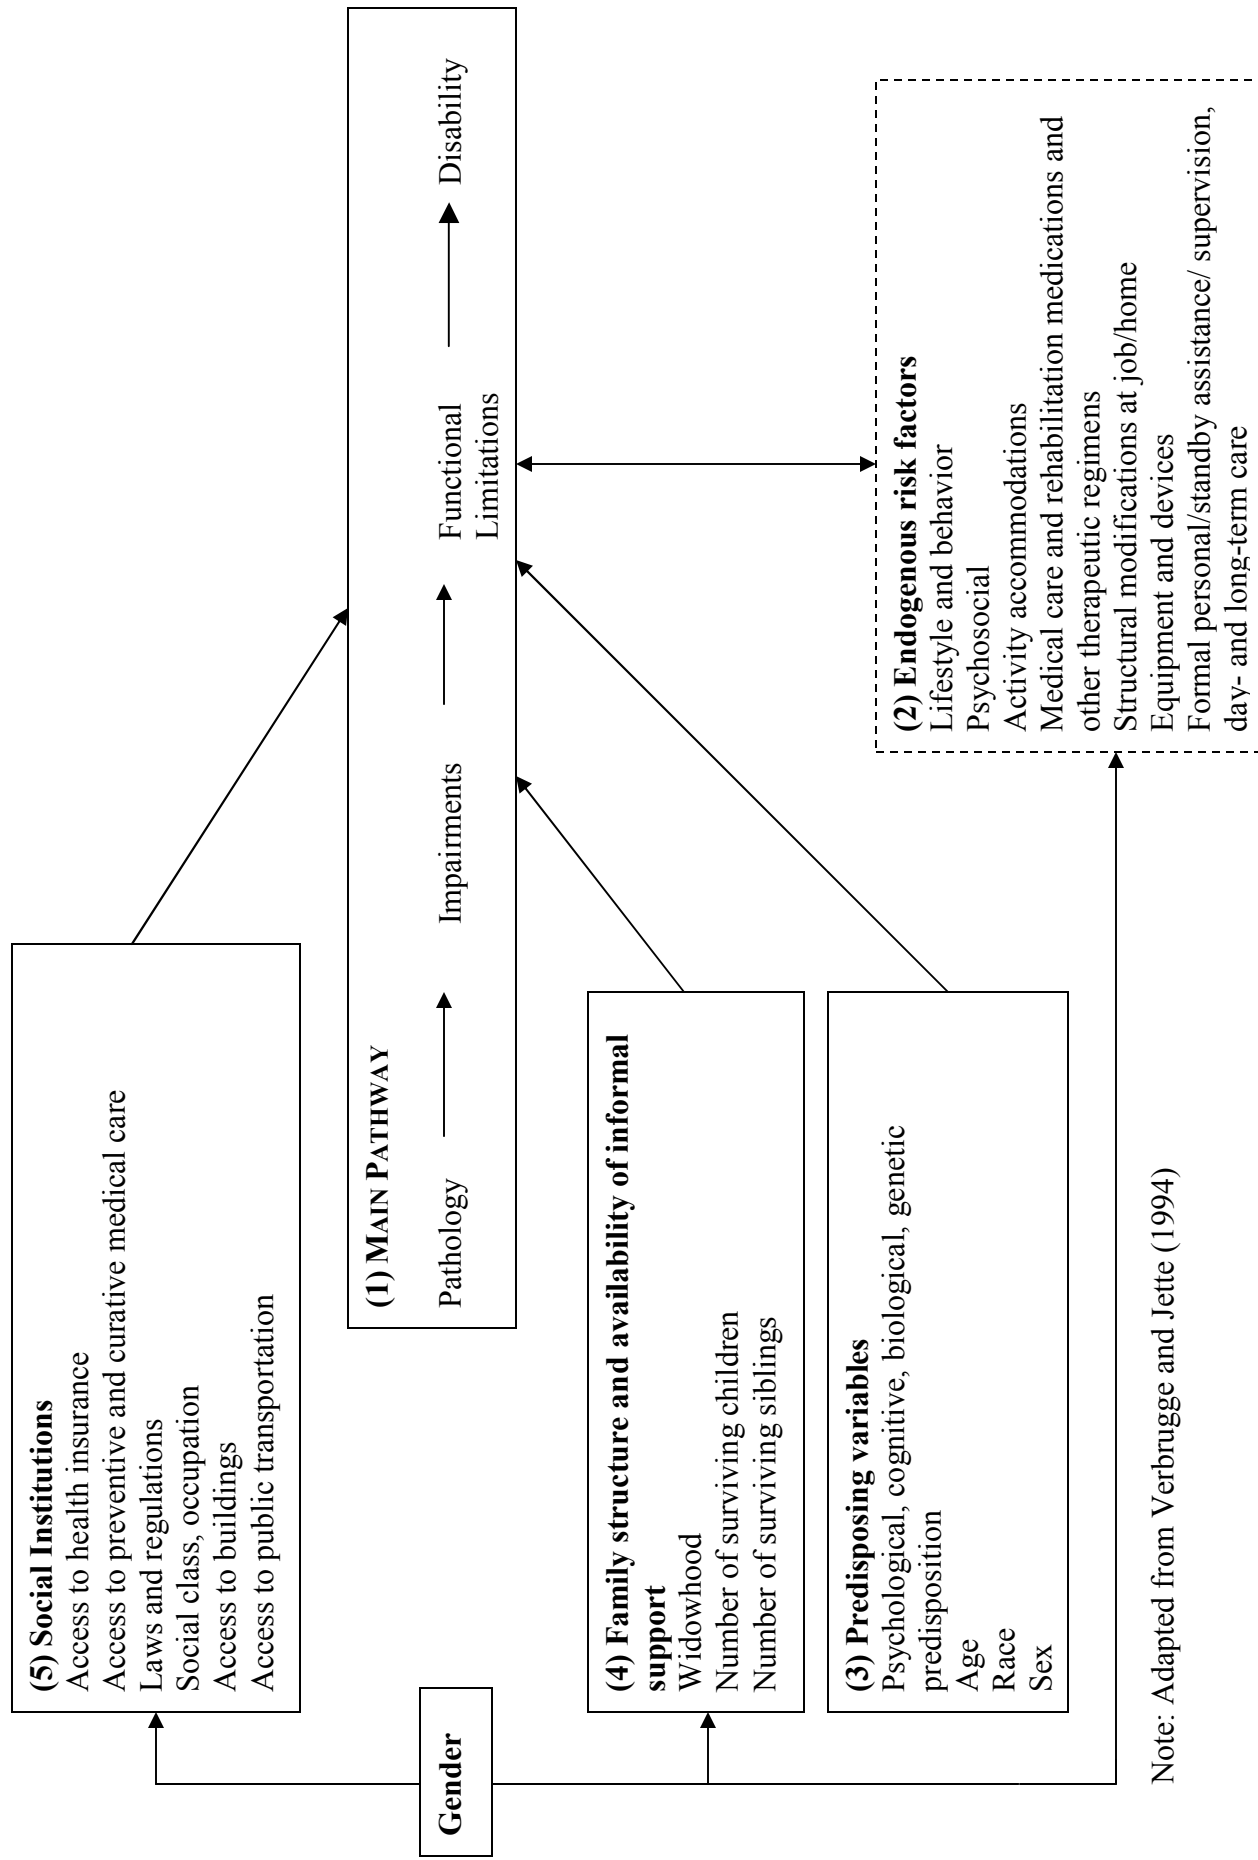 (5) Social Institutions
Access to health insurance
Access to preventive and curative medical care
Laws and regulations
Social class, occupation
Access to buildings
Access to public transportation
(1) MAIN PATHWAY
Pathology
Impairments
Functional
Limitations
Disability
Gender
(4) Family structure and availability of informal
support
Widowhood
Number of surviving children
Number of surviving siblings
(3) Predisposing variables
Psychological, cognitive, biological, genetic
predisposition
Age
Race
Sex
(2) Endogenous risk factors
Lifestyle and behavior
Psychosocial
Activity accommodations
Medical care and rehabilitation medications and
other therapeutic regimens
Structural modifications at job/home
Equipment and devices
Formal personal/standby assistance/ supervision,
day- and long-term care
Note: Adapted from Verbrugge and Jette (1994)